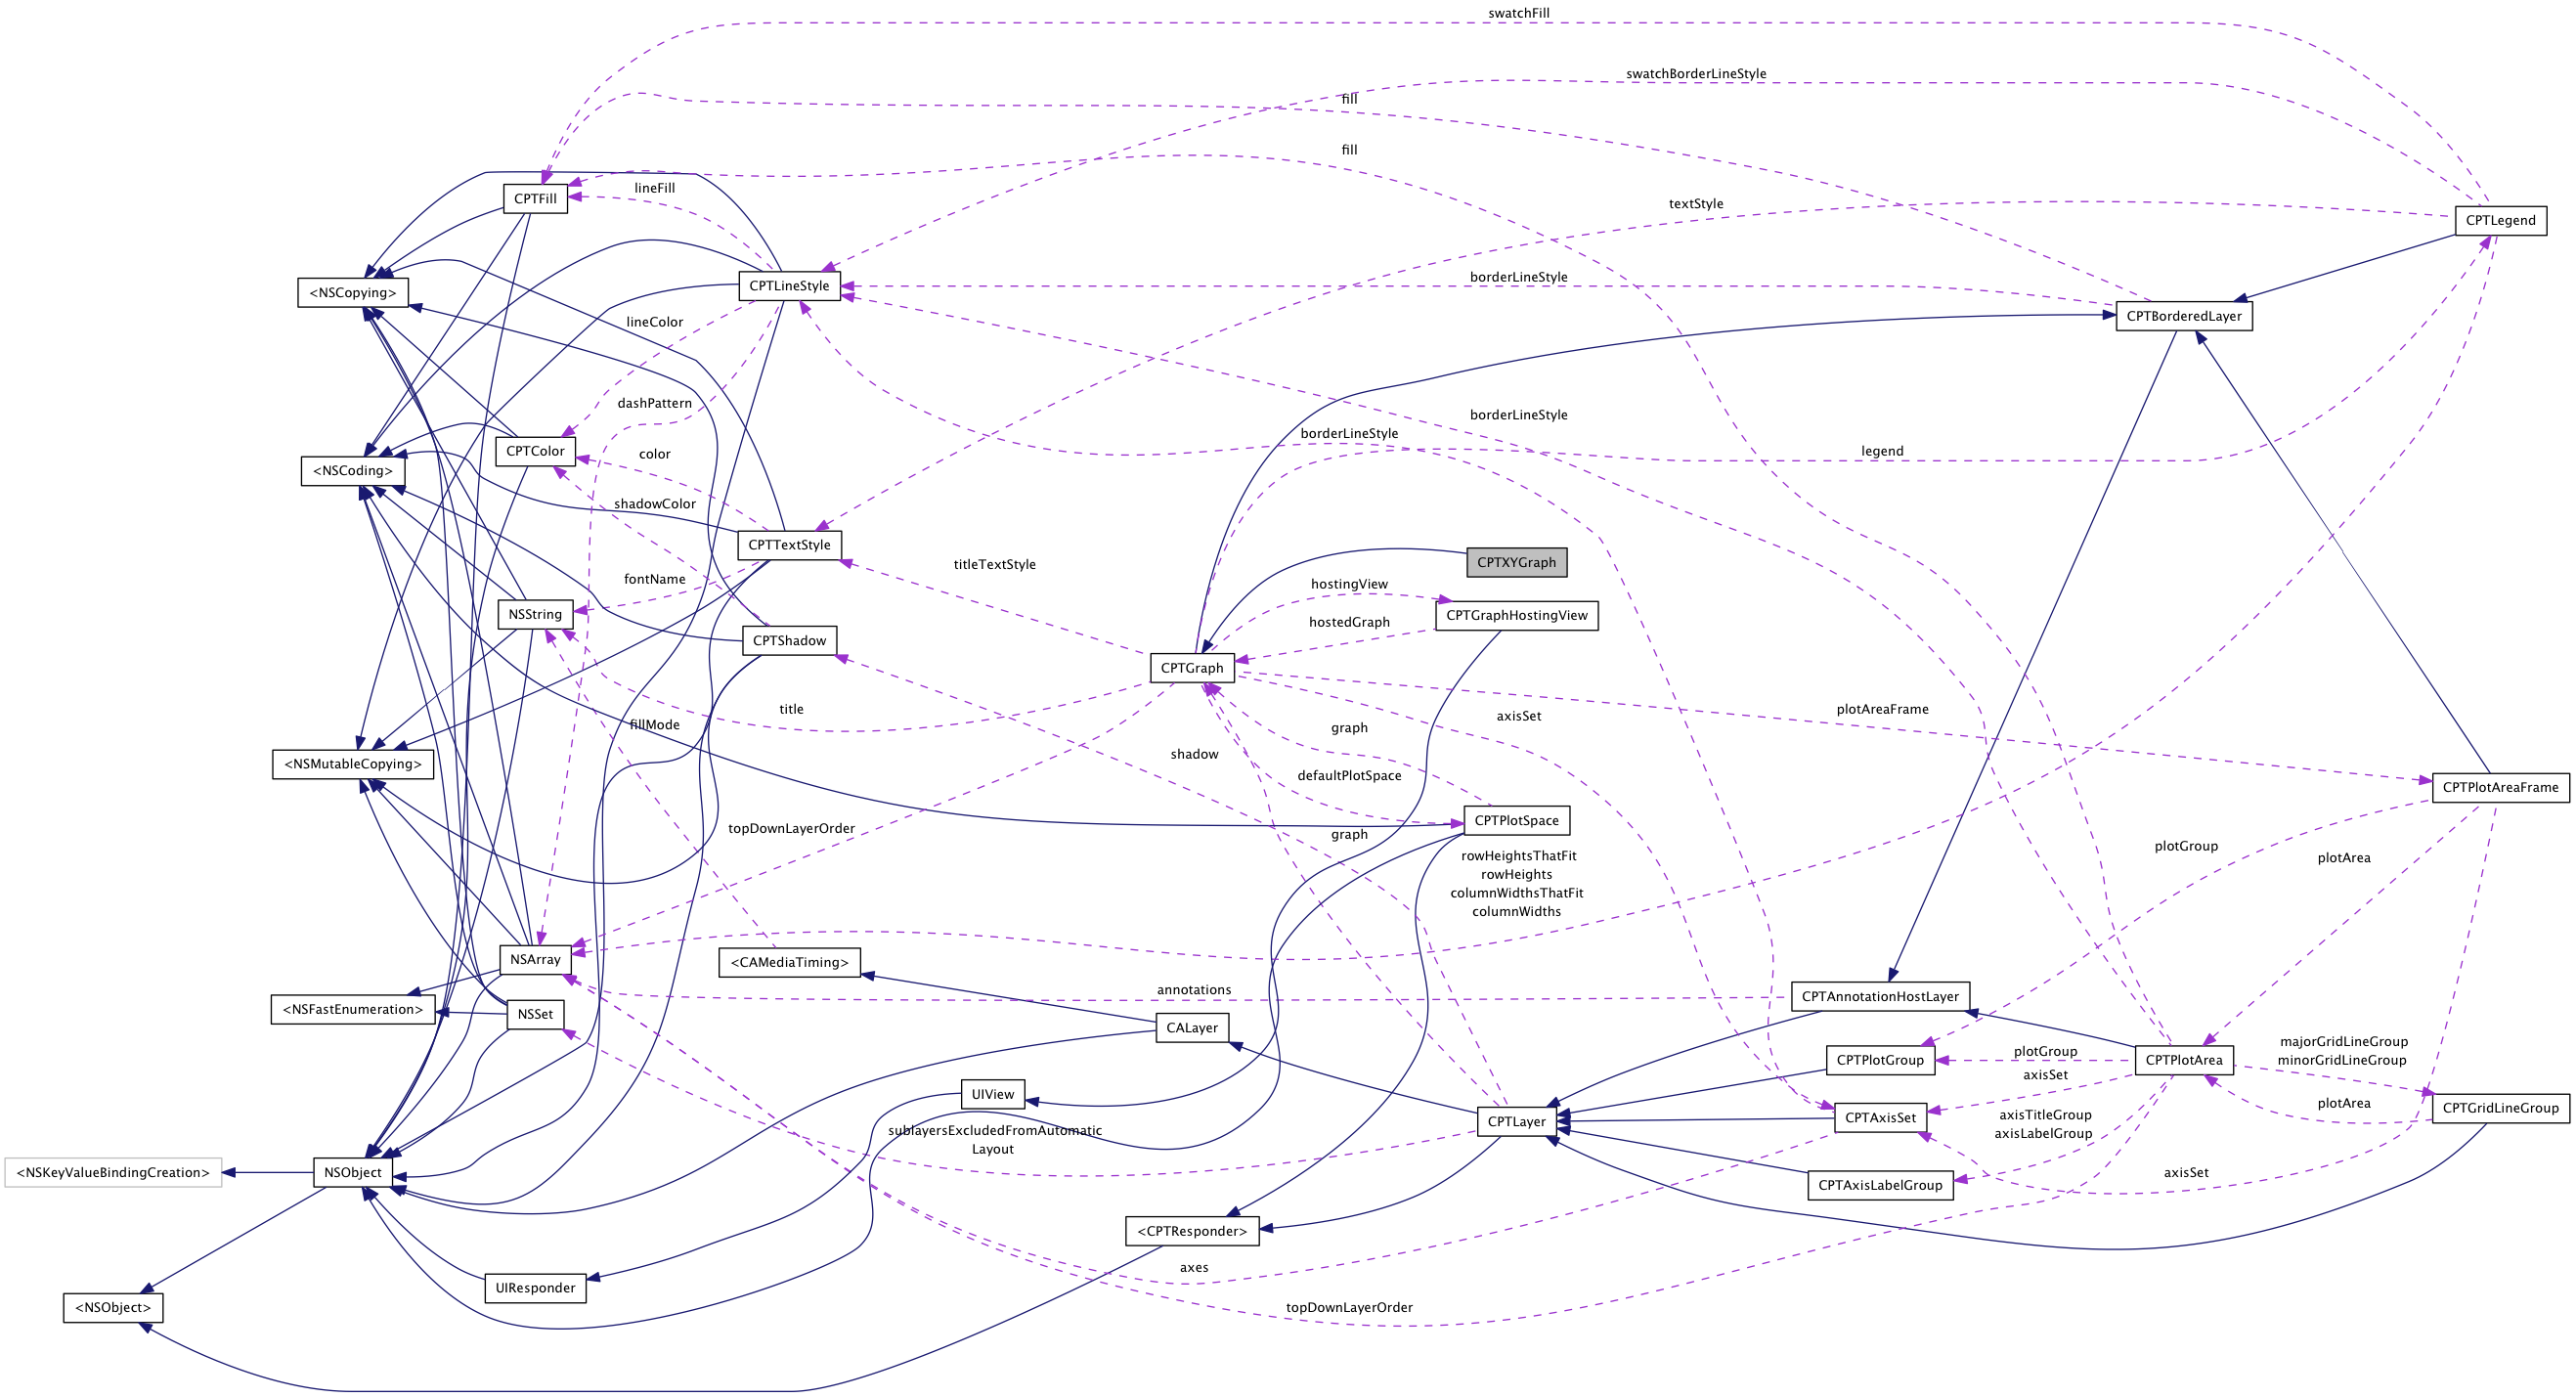 swatchFill
swatchBorderLineStyle
fill
fill
lineFill
CPTFill
textStyle
CPTLegend
borderLineStyle
CPTLineStyle
<NSCopying>
CPTBorderedLayer
lineColor
dashPattern
borderLineStyle
borderLineStyle
CPTColor
color
legend
<NSCoding>
shadowColor
CPTTextStyle
titleTextStyle
CPTXYGraph
fontName
hostingView
NSString
CPTGraphHostingView
hostedGraph
CPTShadow
CPTGraph
title
axisSet
plotAreaFrame
fillMode
graph
shadow
<NSMutableCopying>
defaultPlotSpace
CPTPlotAreaFrame
CPTPlotSpace
topDownLayerOrder
graph
plotGroup
rowHeightsThatFit
rowHeights
columnWidthsThatFit
columnWidths
plotArea
NSArray
<CAMediaTiming>
annotations
CPTAnnotationHostLayer
<NSFastEnumeration>
NSSet
CALayer
majorGridLineGroup
minorGridLineGroup
plotGroup
CPTPlotGroup
CPTPlotArea
axisSet
UIView
plotArea
CPTGridLineGroup
axisTitleGroup
axisLabelGroup
CPTLayer
CPTAxisSet
sublayersExcludedFromAutomatic
Layout
<NSKeyValueBindingCreation>
NSObject
axisSet
CPTAxisLabelGroup
<CPTResponder>
axes
UIResponder
<NSObject>
topDownLayerOrder